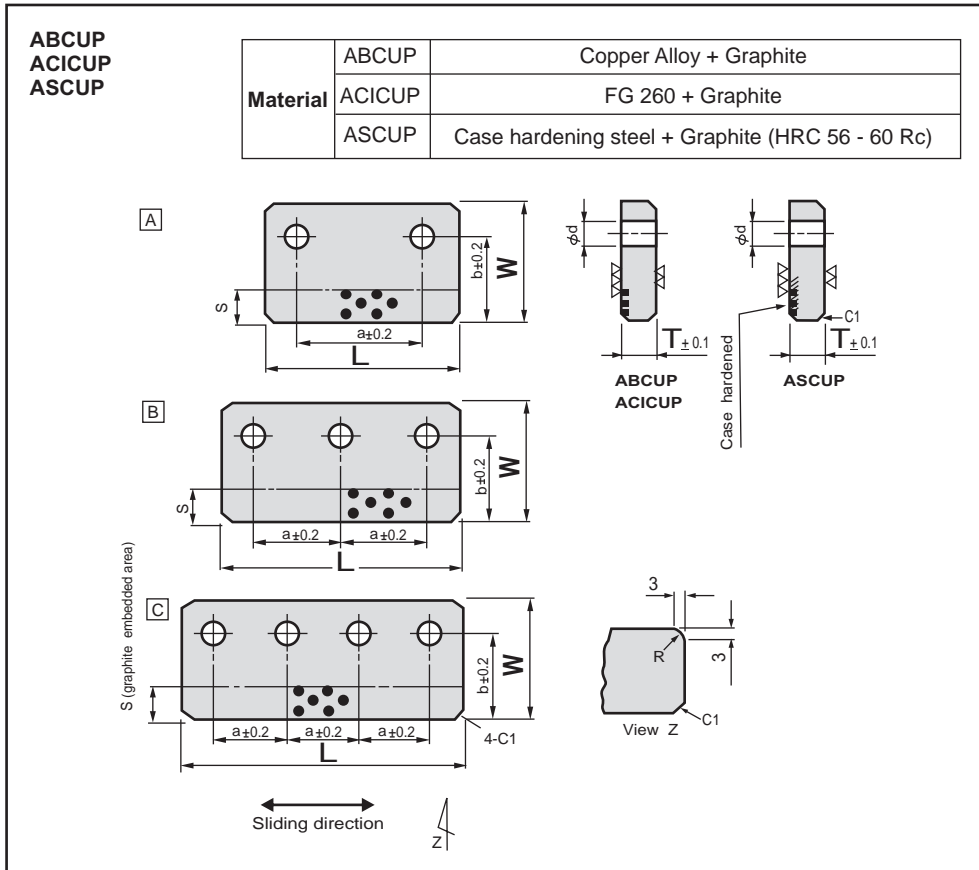 ABCUP
ACICUP
ASCUP
Material
ABCUP Copper Alloy + Graphite
ACICUP FG 260 + Graphite
ASCUP Case hardening steel + Graphite (HRC 56 - 60 Rc)
A
S
a±0.2
L
b±0.2
W
φd
T ± 0.1
ABCUP
ACICUP
φd
C1
T ± 0.1
ASCUP
Case hardened
B
S
a±0.2 a±0.2
L
b±0.2
W
C
S (graphite embedded area)
a±0.2 a±0.2 a±0.2
L
b±0.2
W
4-C1
3
3
R
C1
View Z
Sliding direction
Z